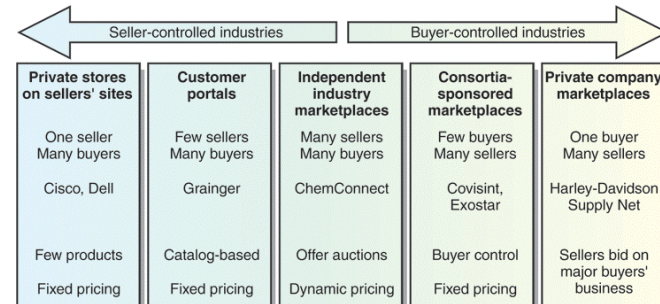 Seller-controlled industries
Buyer-controlled industries
Private stores
on sellers' sites
One seller
Many buyers
Cisco, Dell
Few products
Fixed pricing
Customer
portals
Few sellers
Many buyers
Grainger
Catalog-based
Fixed pricing
Independent
industry
marketplaces
Many sellers
Many buyers
ChemConnect
Offer auctions
Dynamic pricing
Consortia-
sponsored
marketplaces
Few buyers
Many sellers
Covisint,
Exostar
Buyer control
Fixed pricing
Private company
marketplaces
One buyer
Many sellers
Harley-Davidson
Supply Net
Sellers bid on
major buyers'
business